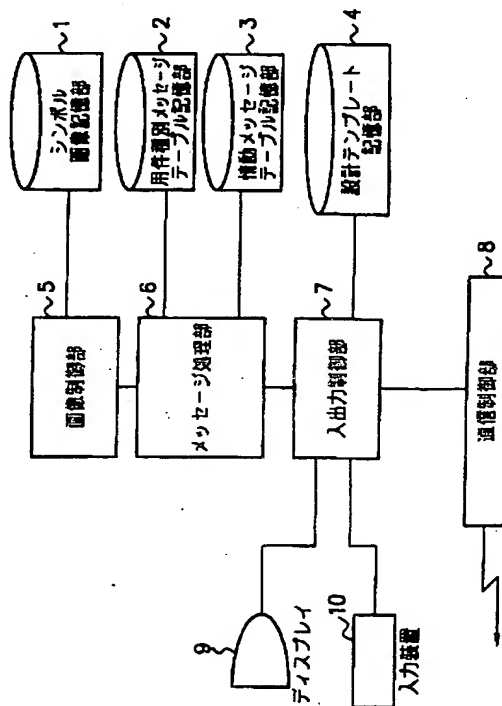 シンボル
画像記憶部
1
用件種別メッセージ
テーブル記憶部
2
情動メッセージ
テーブル記憶部
3
設計テンプレート
記憶部
4
画像制御部
5
メッセージ処理部
6
入出力制御部
7
通信制御部
8
9
ディスプレイ
10
入力装置